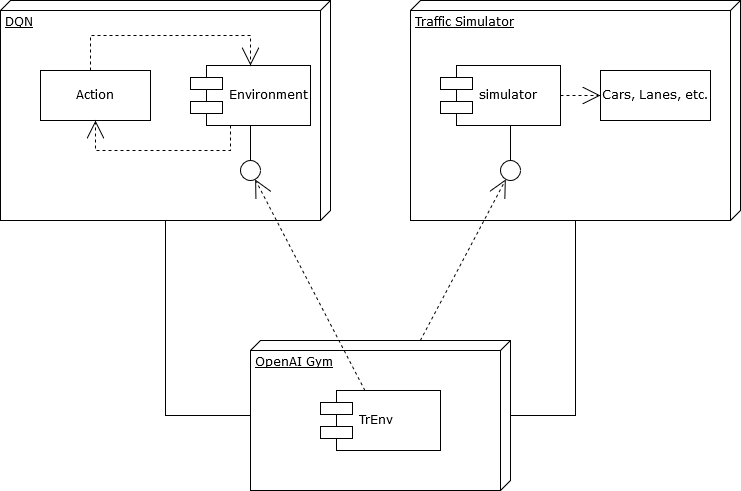 DQN
Traffic Simulator
Action
Environment
simulator
Cars, Lanes, etc.
OpenAI Gym
TrEnv